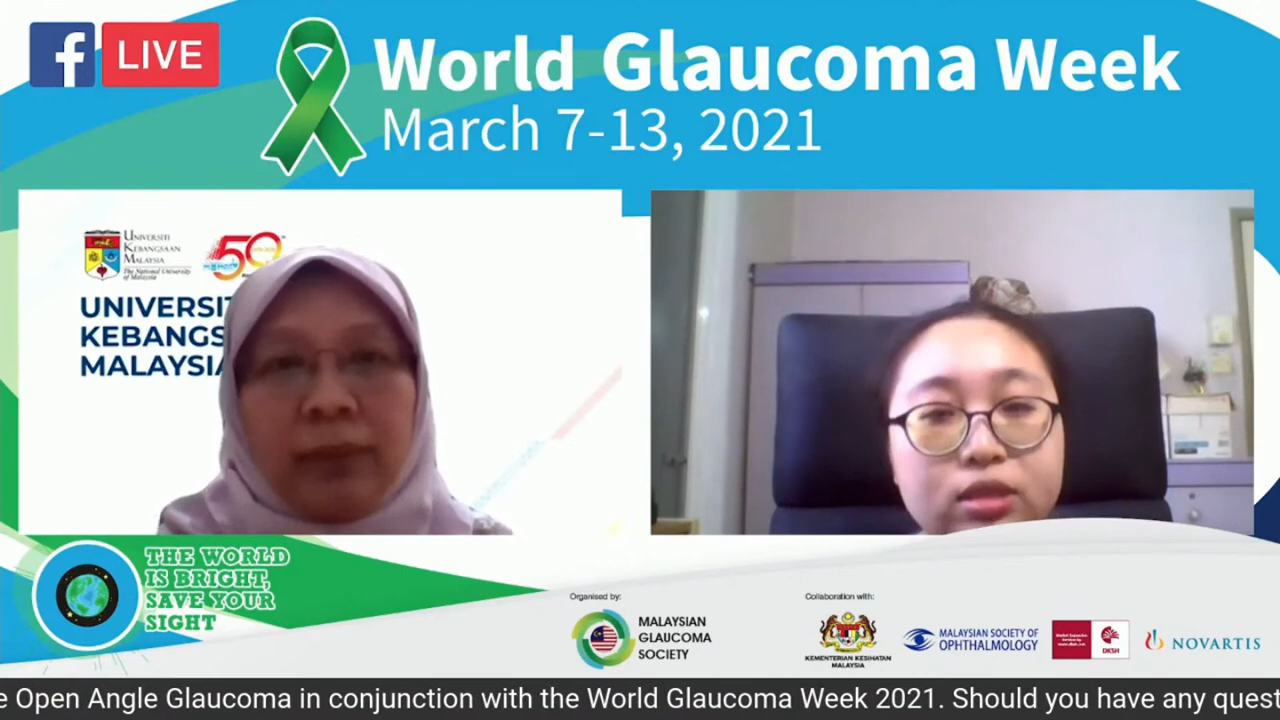 f LIVE
World Glaucoma Week
March 7-13, 2021
UNIVERSITI
KEBANGSAAN
MALAYSIA
The National University
of Malaysia
50
UNIVERSIT
KEBANGS
MALAYSIA
THE WORLD
IS BRIGHT,
SAVE YOUR
SIGHT
Organised by:
MALAYSIAN
GLAUCOMA
SOCIETY
Collaboration with:
KEMENTERIAN KESIHATAN
MALAYSIA
MALAYSIAN SOCIETY OF
OPHTHALMOLOGY
DKSH
NOVARTIS
e Open Angle Glaucoma in conjunction with the World Glaucoma Week 2021. Should you have any quest